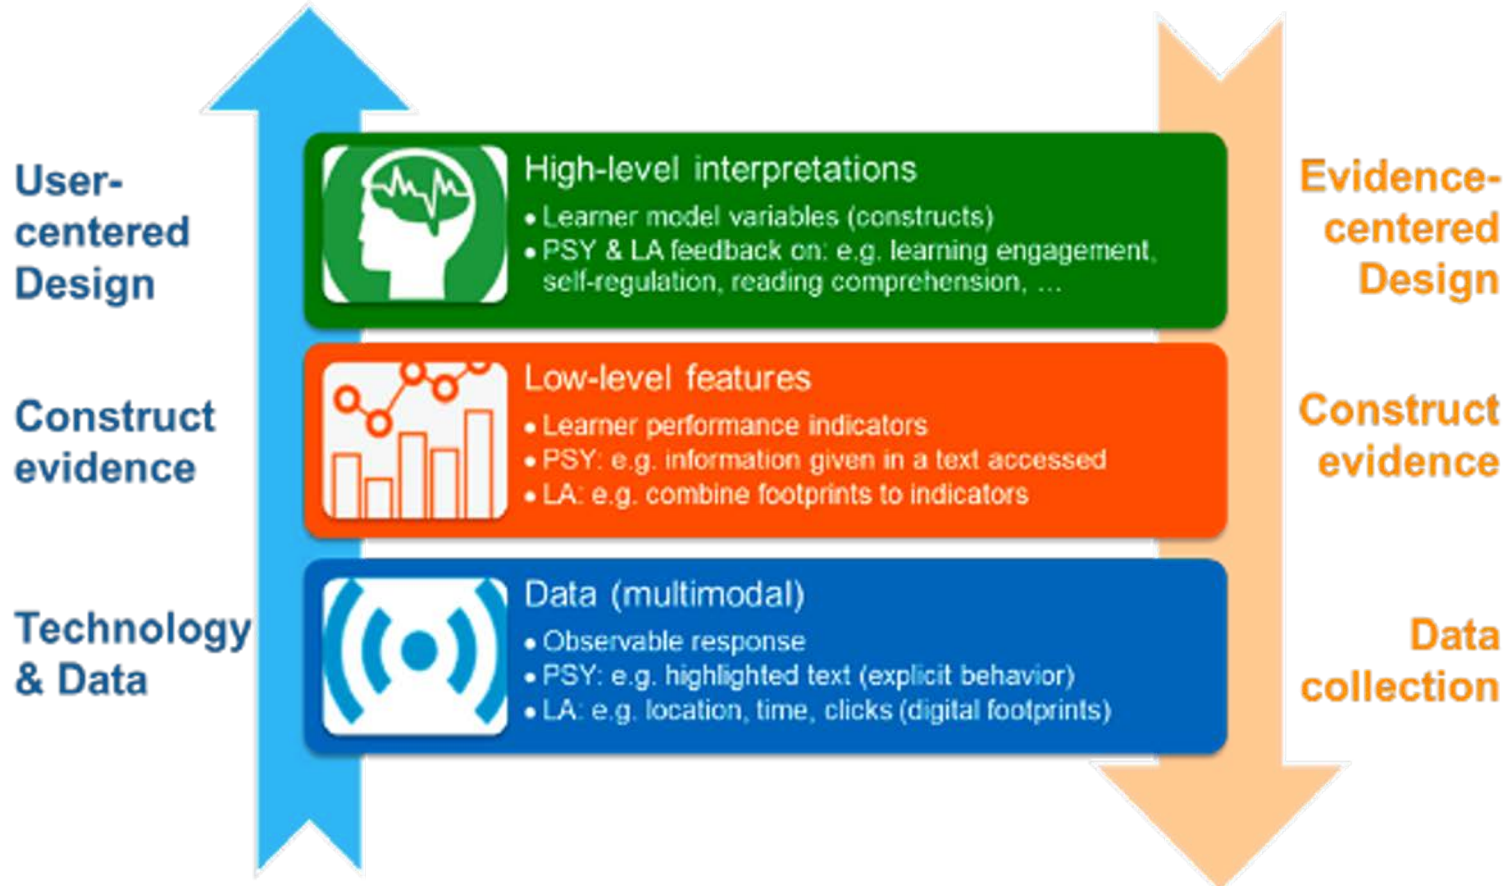 User-
centered
Design
Construct
evidence
Technology
& Data
High-level interpretations
• Learner model variables (constructs)
• PSY & LA feedback on: e.g. learning engagement,
self-regulation, reading comprehension, ...
Low-level features
• Learner performance indicators
• PSY: e.g. information given in a text accessed
• LA: e.g. combine footprints to indicators
Data (multimodal)
• Observable response
• PSY: e.g. highlighted text (explicit behavior)
• LA: e.g. location, time, clicks (digital footprints)
Evidence-
centered
Design
Construct
evidence
Data
collection